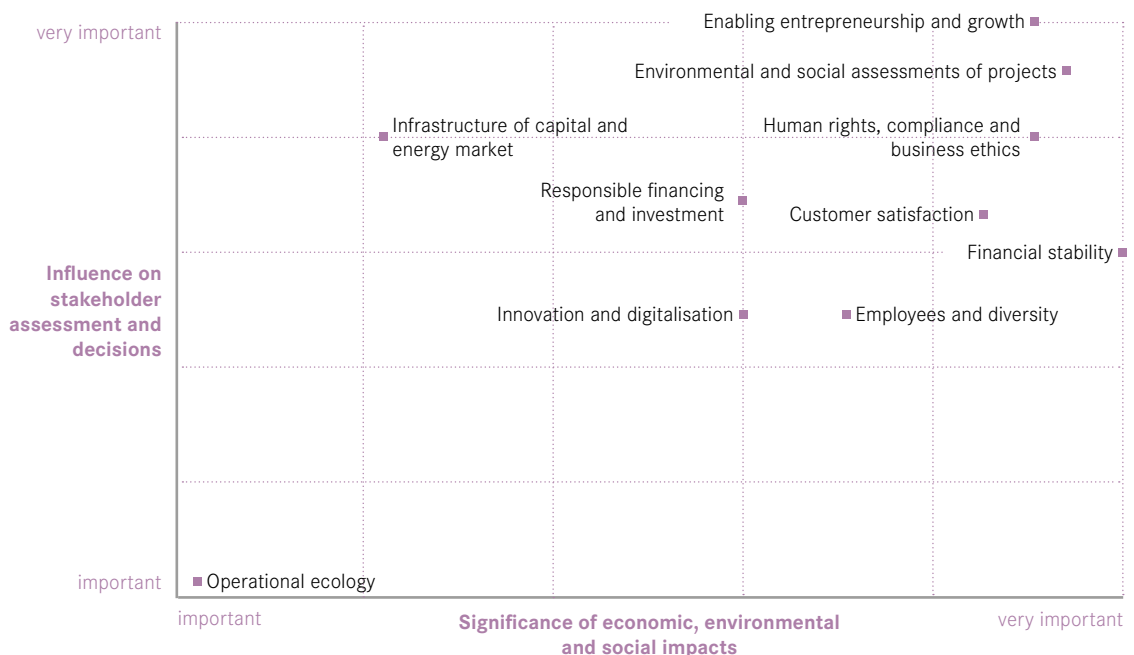 Enabling entrepreneurship and growth
very important
Environmental and social assessments of projects
Infrastructure of capital and
energy market
Human rights, compliance and
business ethics
Responsible financing
and investment
Customer satisfaction
Financial stability
Influence on
stakeholder
assessment and
decisions
Innovation and digitalisation
Employees and diversity
important
Operational ecology
important
Significance of economic, environmental
and social impacts
very important